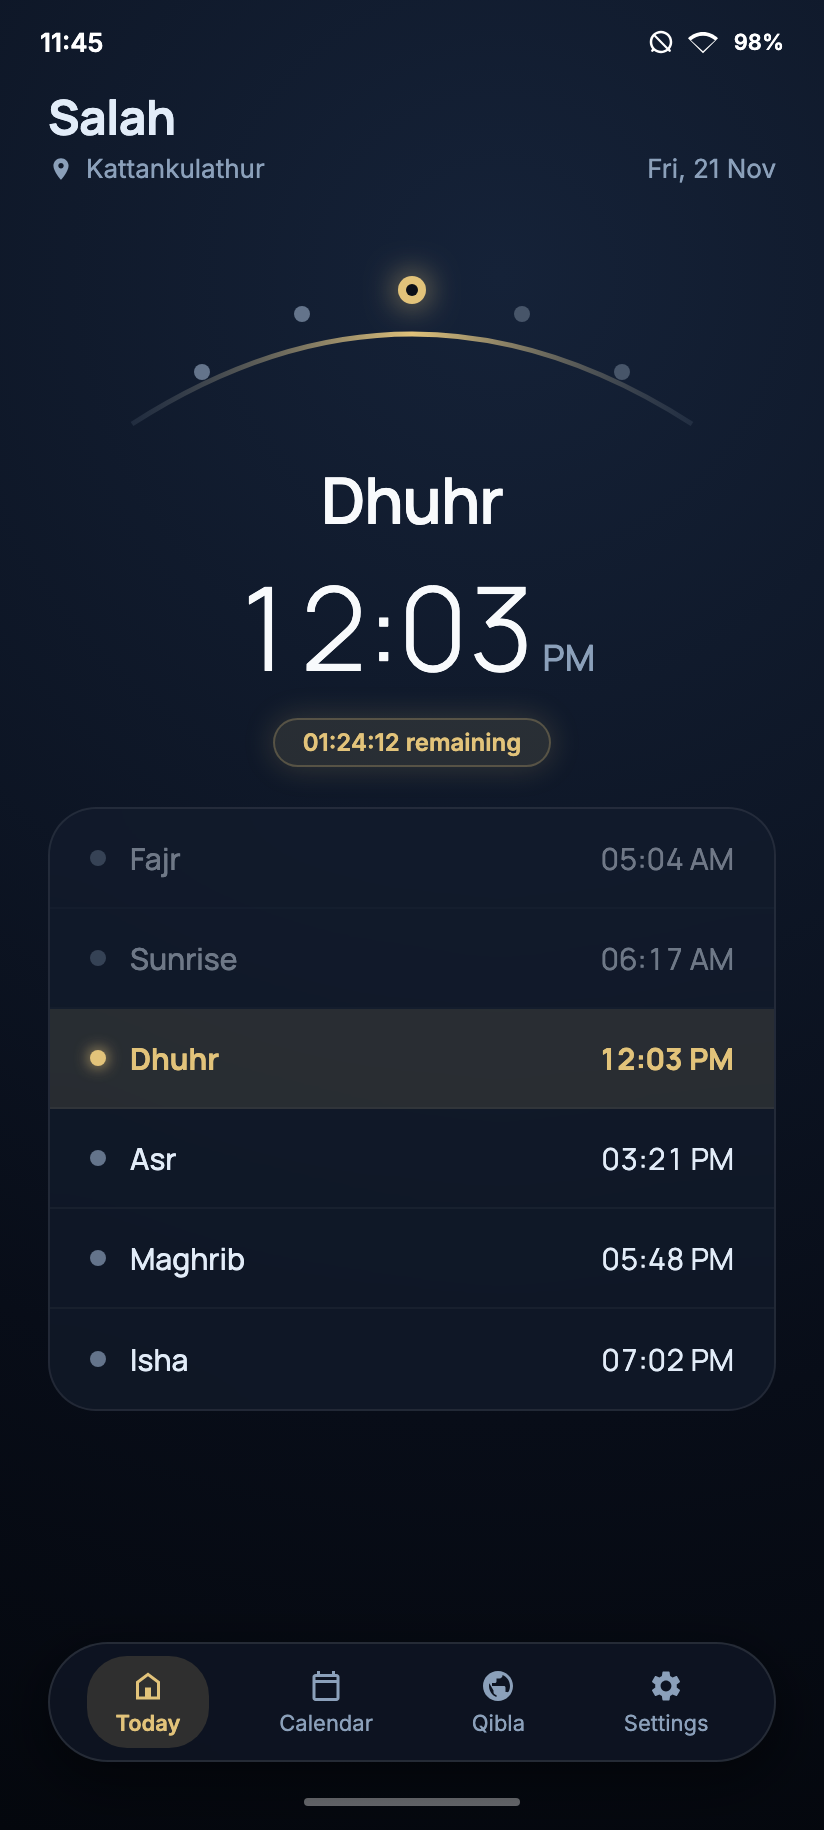 11:45 98%
Salah
Kattankulathur Fri, 21 Nov
Dhuhr
12:03 PM
01:24:12 remaining
Fajr 05:04 AM
Sunrise 06:17 AM
Dhuhr 12:03 PM
Asr 03:21 PM
Maghrib 05:48 PM
Isha 07:02 PM
Today Calendar Qibla Settings